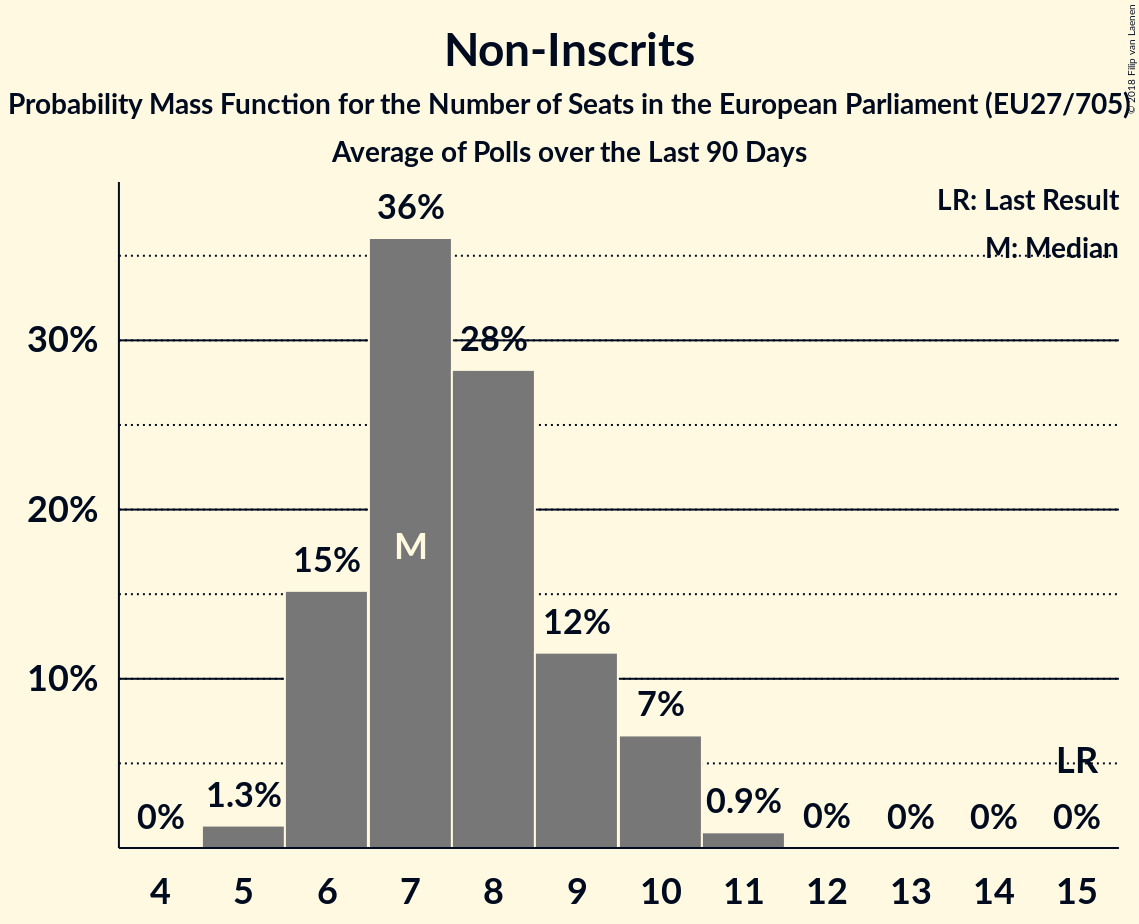 Non-Inscrits
Probability Mass Function for the Number of Seats in the European Parliament (EU27/705)
Average of Polls over the Last 90 Days
© 2018 Filip van Laenen
LR: Last Result
M: Median
36%
30%
28%
20%
M
15%
12%
10%
7%
LR
0%
1.3%
0.9%
0%
0%
0%
0%
4 5 6 7 8 9 10 11 12 13 14 15